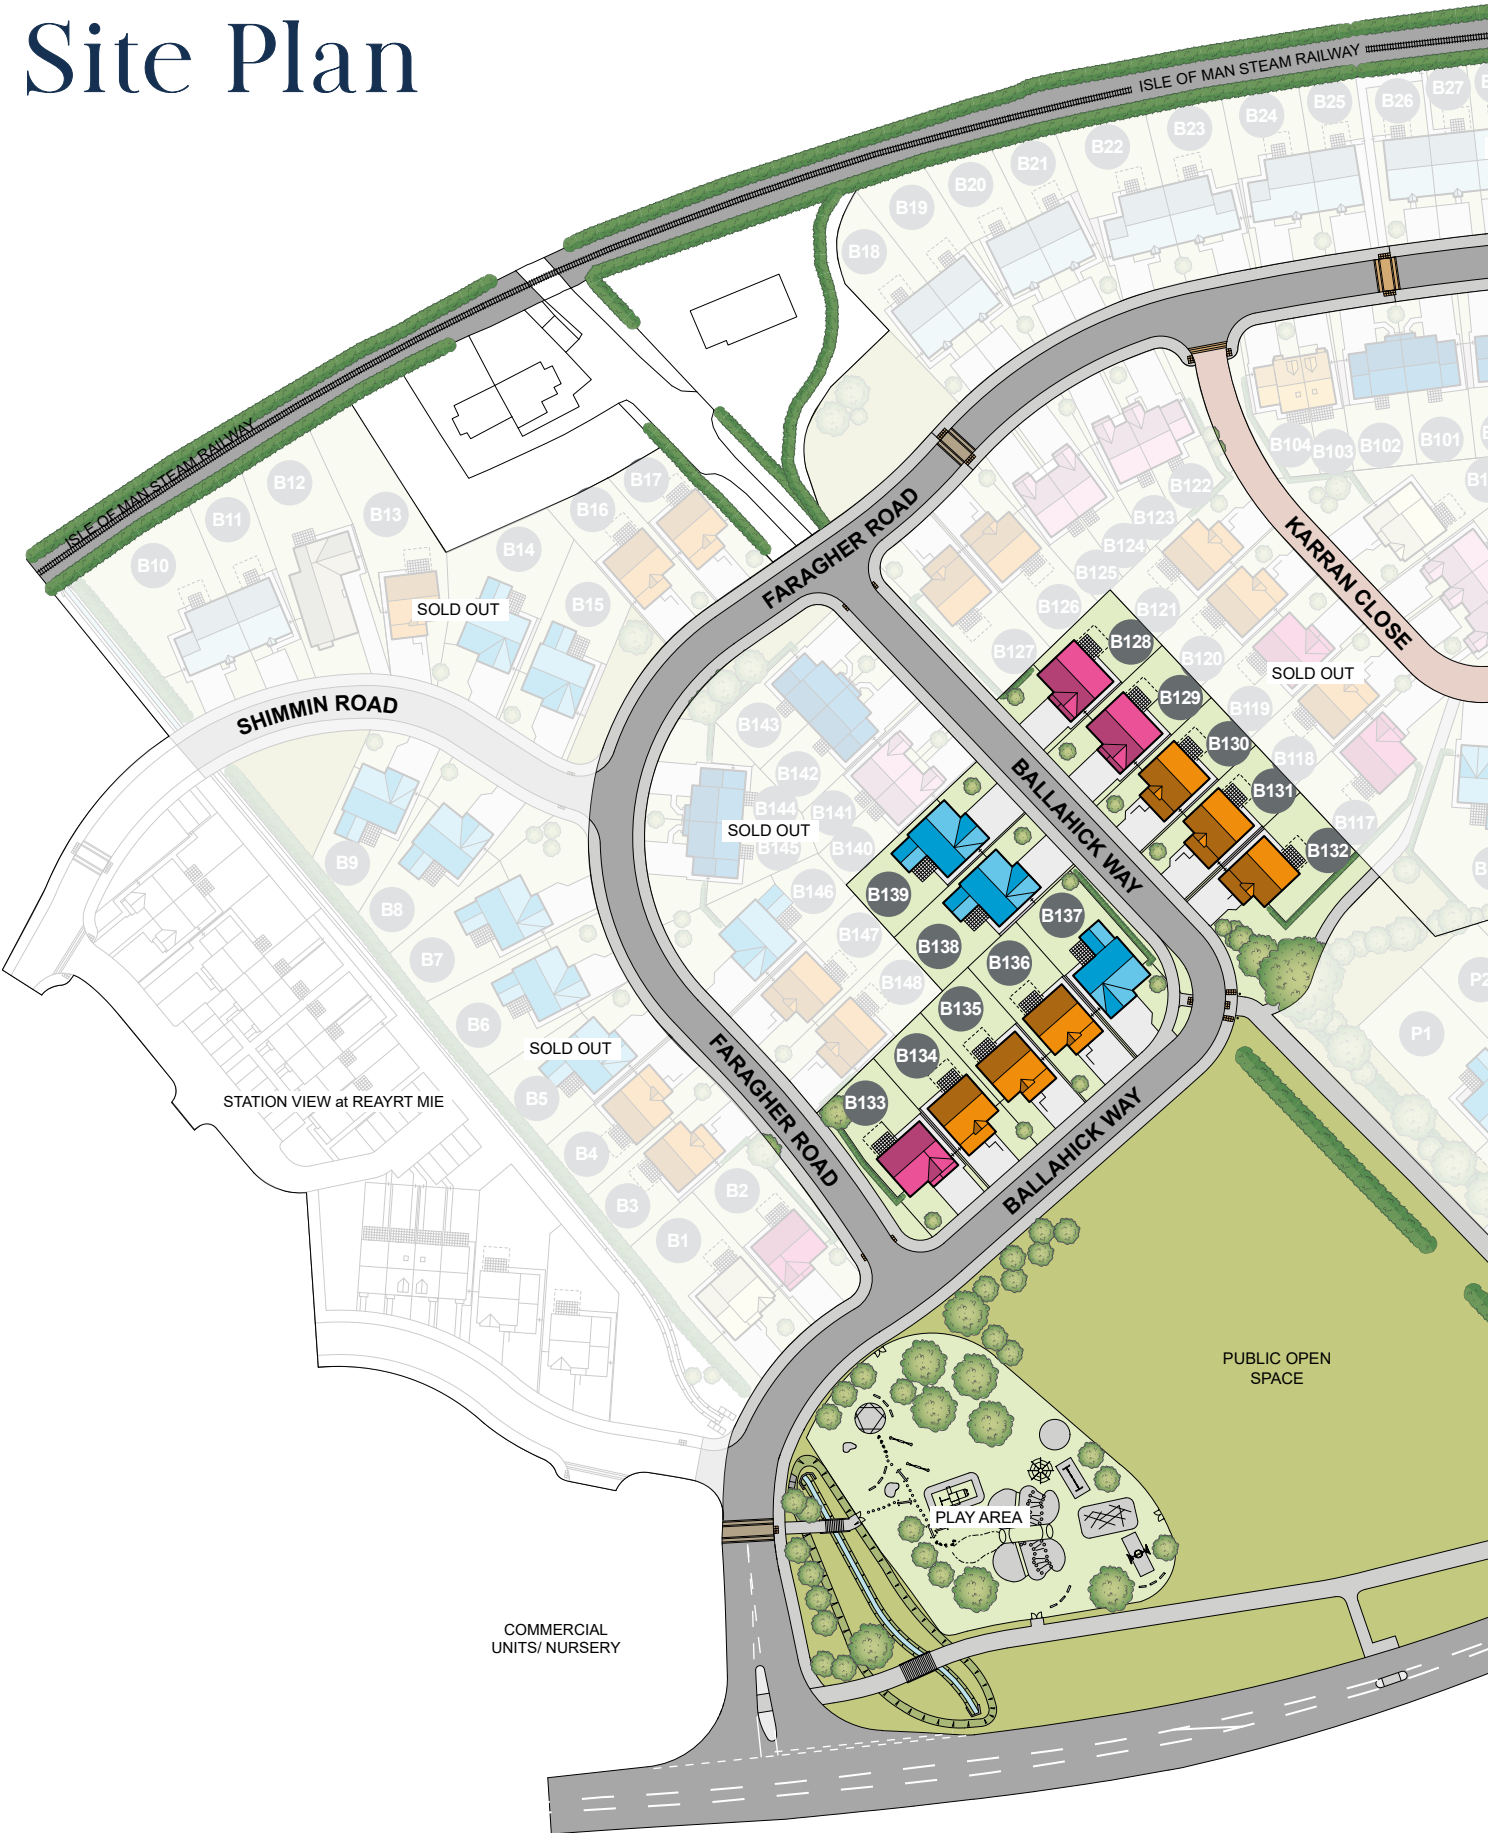 Site Plan
ISLE OF MAN STEAM RAILWAY
B27
B26
B25
B24
B23
B22
B21
B20
B19
B18
ISLE OF MAN STEAM RAILWAY
B17
B16
B12
B13
B11
B14
B10
B15
SOLD OUT
FARAGHER ROAD
B104
B103
B102
B101
B122
B123
B124
B125
B126
B121
B127
B120
B119
B118
B117
KARRAN CLOSE
SOLD OUT
B128
B129
B130
B131
B132
SHIMMIN ROAD
B143
B142
B144
B141
SOLD OUT
B145
B140
B146
B147
B148
BALLAHICK WAY
B139
B138
B137
B136
B135
B134
B133
B9
B8
B7
B6
SOLD OUT
B5
B4
B3
B2
B1
P1
FARAGHER ROAD
BALLAHICK WAY
STATION VIEW at REAYRT MIE
PUBLIC OPEN
SPACE
PLAY AREA
COMMERCIAL
UNITS/ NURSERY